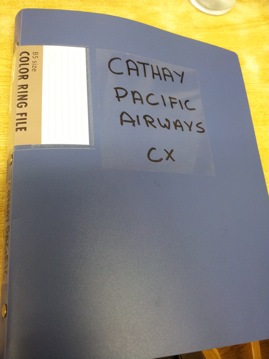 B5 size
COLOR RING FILE
CATHAY
PACIFIC
AIRWAYS
CX